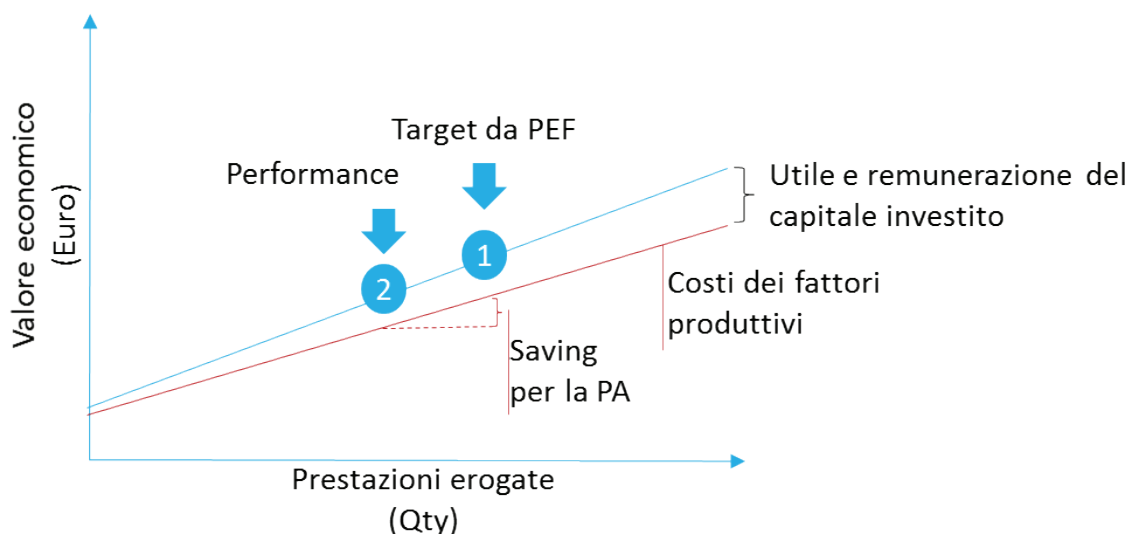 Valore economico
(Euro)
Target da PEF
Performance
1
2
Utile e remunerazione del
capitale investito
Costi dei fattori
produttivi
Saving
per la PA
Prestazioni erogate
(Qty)